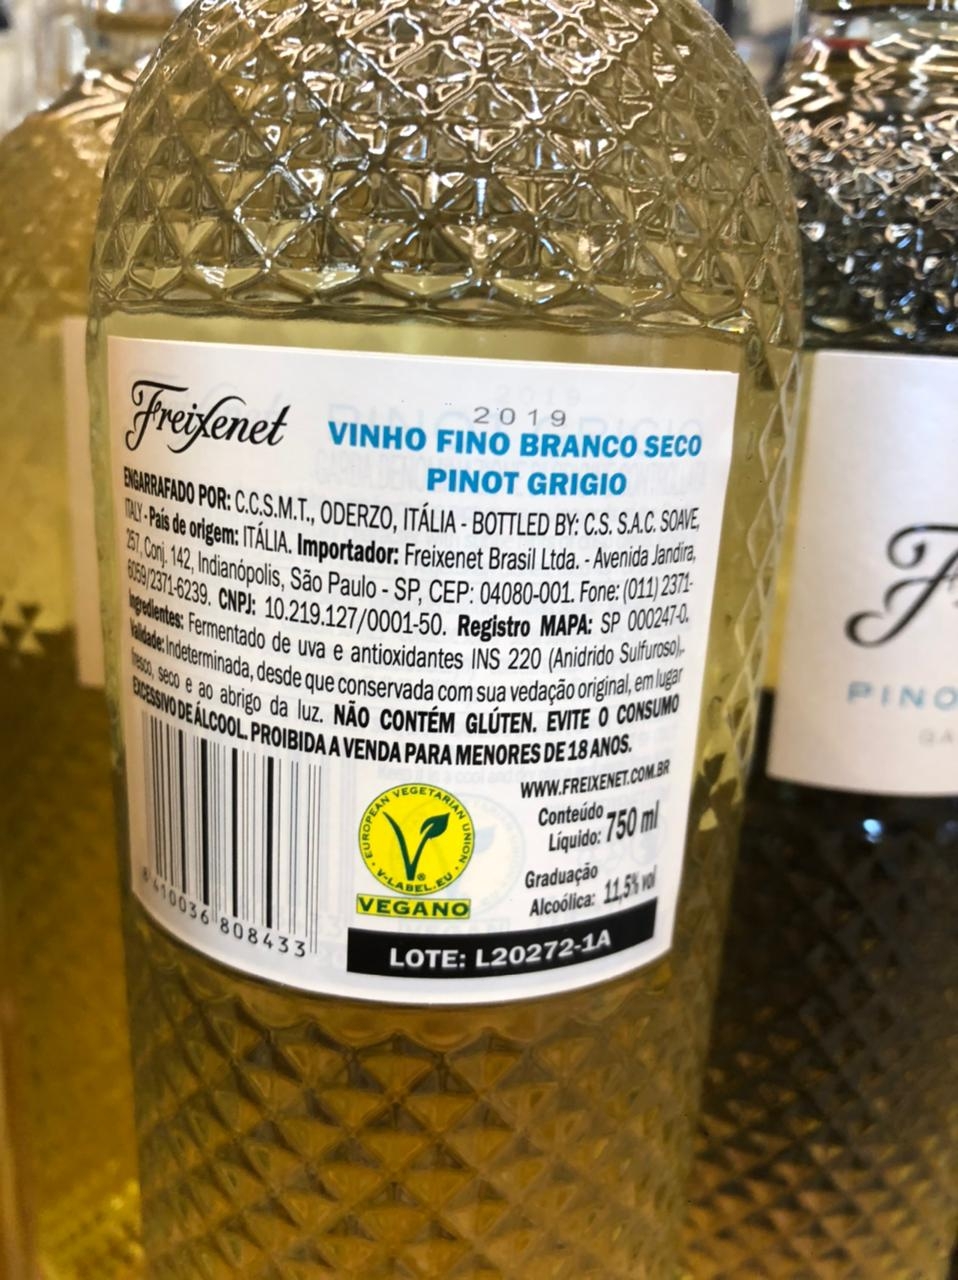 Freixenet
2019
VINHO FINO BRANCO SECO
PINOT GRIGIO
ENGARRAFADO POR: C.C.S.M.T., ODERZO, ITÁLIA - BOTTLED BY: C.S. S.A.C. SOAVE,
ITALY - País de origem: ITÁLIA. Importador: Freixenet Brasil Ltda. - Avenida Jandira,
257, Conj. 142, Indianópolis, São Paulo - SP, CEP: 04080-001. Fone: (011) 2371-
6059/2371-6239. CNPJ: 10.219.127/0001-50. Registro MAPA: SP 000247-0.
Ingredientes: Fermentado de uva e antioxidantes INS 220 (Anidrido Sulfuroso).
Validade: Indeterminada, desde que conservada com sua vedação original, em lugar
fresco, seco e ao abrigo da luz. NÃO CONTÉM GLÚTEN. EVITE O CONSUMO
EXCESSIVO DE ÁLCOOL. PROIBIDA A VENDA PARA MENORES DE 18 ANOS.
WWW.FREIXENET.COM.BR
Conteúdo
Líquido: 750 ml
Graduação
Alcoólica: 11,5% vol
EUROPEAN VEGETARIAN UNION
V-LABEL.EU
VEGANO
8 410036 808433
LOTE: L20272-1A
PINO
GA